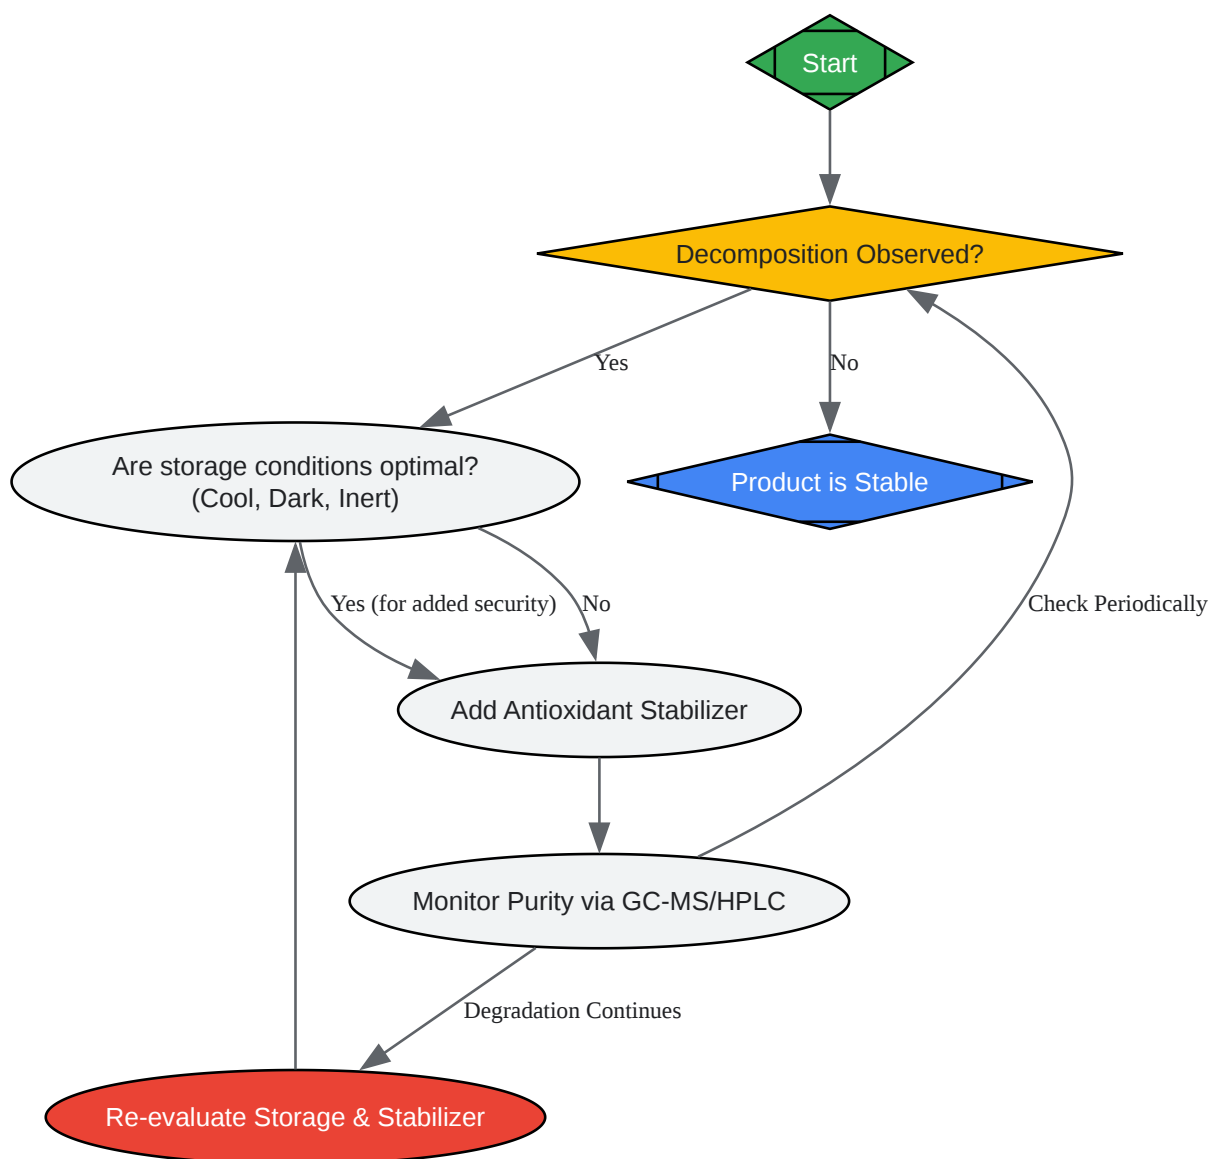 Start
Decomposition Observed?
Yes
No
Are storage conditions optimal?
(Cool, Dark, Inert)
Product is Stable
Yes (for added security)
No
Check Periodically
Add Antioxidant Stabilizer
Monitor Purity via GC-MS/HPLC
Degradation Continues
Re-evaluate Storage & Stabilizer